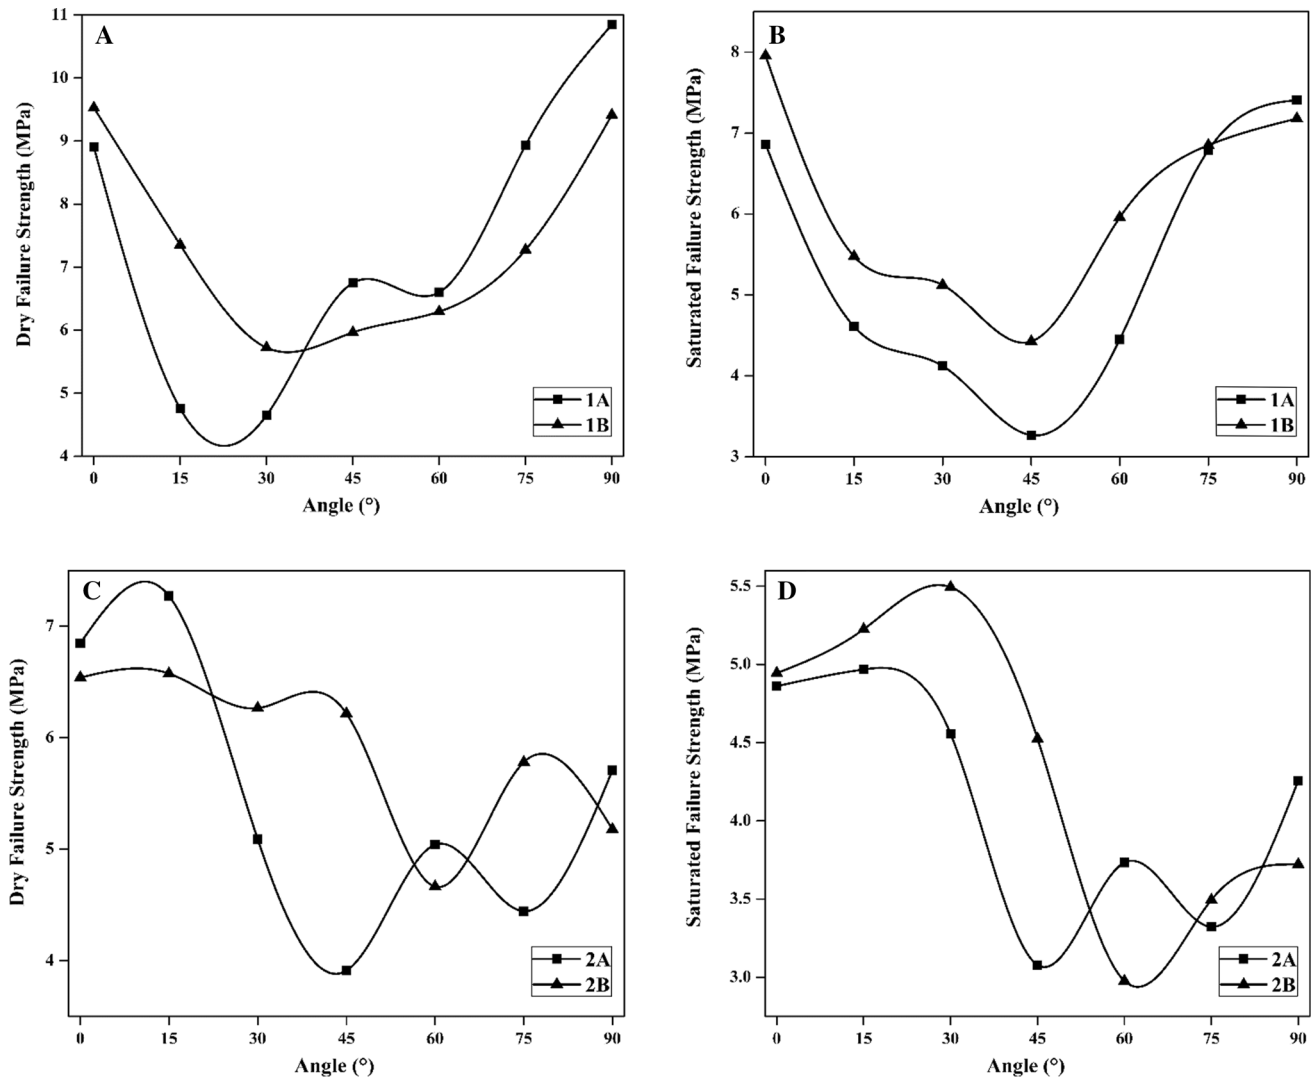 A
Dry Failure Strength (MPa)
11
10
9
8
7
6
5
4
0 15 30 45 60 75 90
Angle (°)
1A
1B
B
Saturated Failure Strength (MPa)
8
7
6
5
4
3
0 15 30 45 60 75 90
Angle (°)
1A
1B
C
Dry Failure Strength (MPa)
7
6
5
4
0 15 30 45 60 75 90
Angle (°)
2A
2B
D
Saturated Failure Strength (MPa)
5.5
5.0
4.5
4.0
3.5
3.0
0 15 30 45 60 75 90
Angle (°)
2A
2B